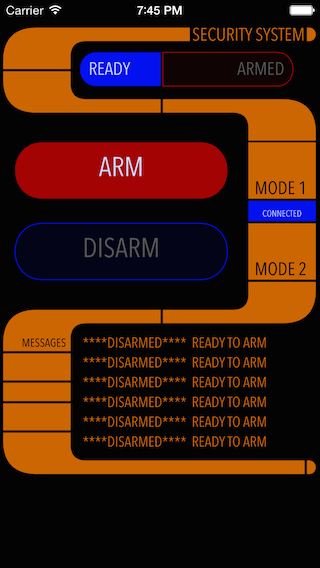 Carrier 7:45 PM
SECURITY SYSTEM
READY ARMED
ARM
MODE 1
CONNECTED
DISARM
MODE 2
MESSAGES
****DISARMED**** READY TO ARM
****DISARMED**** READY TO ARM
****DISARMED**** READY TO ARM
****DISARMED**** READY TO ARM
****DISARMED**** READY TO ARM
****DISARMED**** READY TO ARM